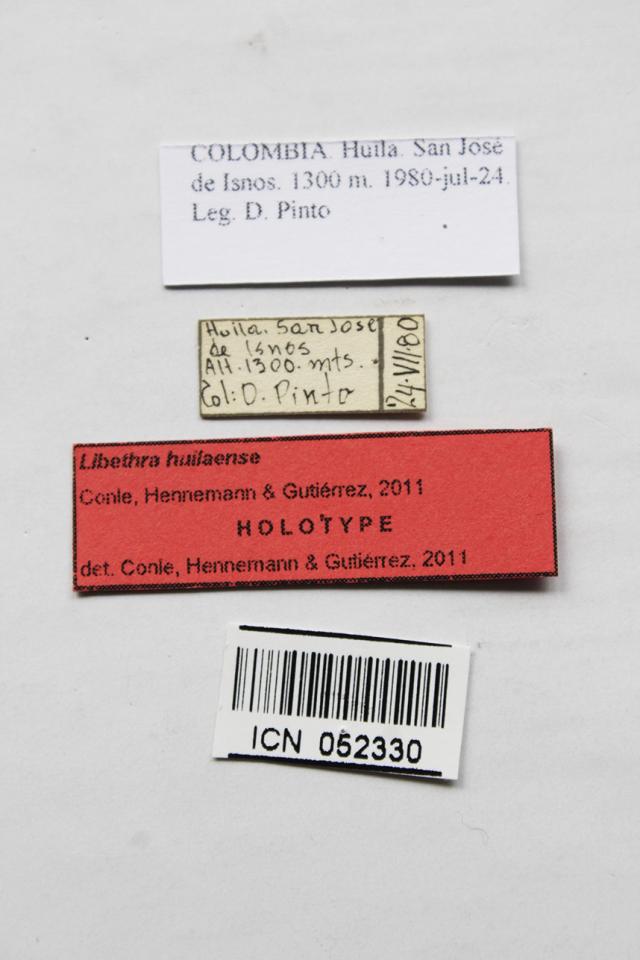 COLOMBIA. Huila. San José
de Isnos. 1300 m. 1980-jul-24.
Leg. D. Pinto
Huila. San Jose
de Isnos
Alt. 1300. mts.
Col: D. Pinto
24.VII.80
Libethra huilaense
Conle, Hennemann & Gutiérrez, 2011
HOLOTYPE
det. Conle, Hennemann & Gutiérrez, 2011
ICN 052330